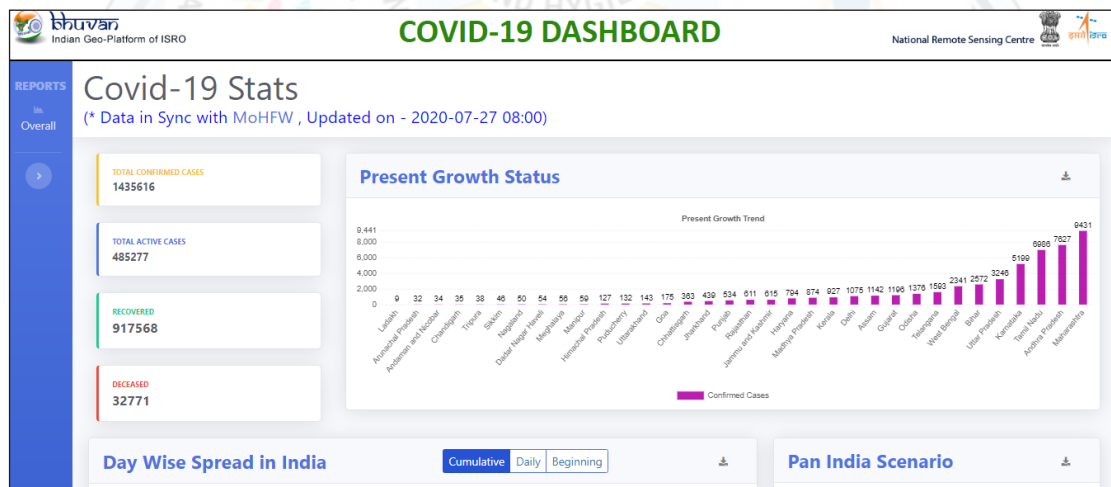 bhuvan
Indian Geo-Platform of ISRO
COVID-19 DASHBOARD
National Remote Sensing Centre
इसरो isro
REPORTS
Overall
Covid-19 Stats
(* Data in Sync with MoHFW , Updated on - 2020-07-27 08:00)
TOTAL CONFIRMED CASES
1435616
TOTAL ACTIVE CASES
485277
RECOVERED
917568
DECEASED
32771
Present Growth Status
Present Growth Trend
9,441
8,000
6,000
4,000
2,000
0
9 32 34 35 38 46 50 54 56 59 127 132 143 175 363 439 534 611 615 794 874 927 1075 1142 1196 1376 1593 2341 2572 3246 5199 6986 7627 9431
Ladakh
Arunachal Pradesh
Andaman and Nicobar
Chandigarh
Tripura
Sikkim
Nagaland
Dadar Nagar Haveli
Meghalaya
Manipur
Himachal Pradesh
Puducherry
Uttarakhand
Goa
Chhattisgarh
Jharkhand
Punjab
Rajasthan
Jammu and Kashmir
Haryana
Madhya Pradesh
Kerala
Delhi
Assam
Gujarat
Odisha
Telangana
West Bengal
Bihar
Uttar Pradesh
Karnataka
Tamil Nadu
Andhra Pradesh
Maharashtra
Confirmed Cases
Day Wise Spread in India
Cumulative Daily Beginning
Pan India Scenario